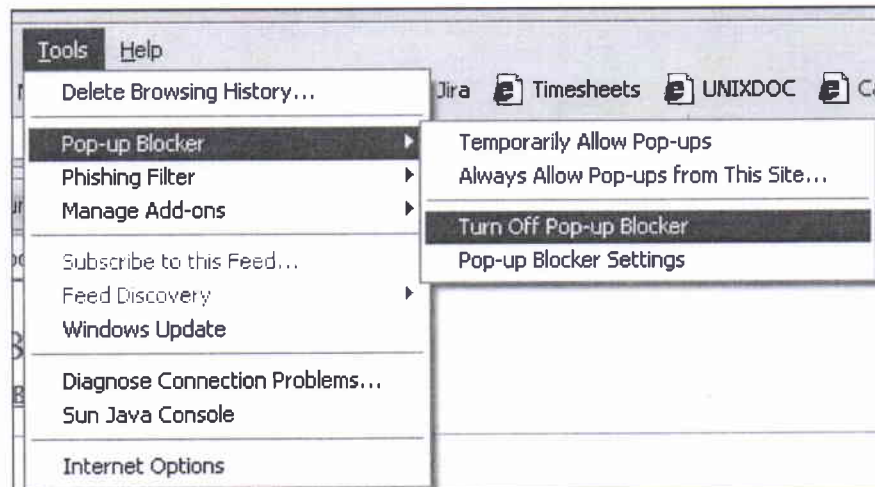 Tools Help
Delete Browsing History...
Jira Timesheets UNIXDOC
Pop-up Blocker
Temporarily Allow Pop-ups
Phishing Filter
Always Allow Pop-ups from This Site...
Manage Add-ons
Turn Off Pop-up Blocker
Subscribe to this Feed...
Pop-up Blocker Settings
Feed Discovery
Windows Update
Diagnose Connection Problems...
Sun Java Console
Internet Options